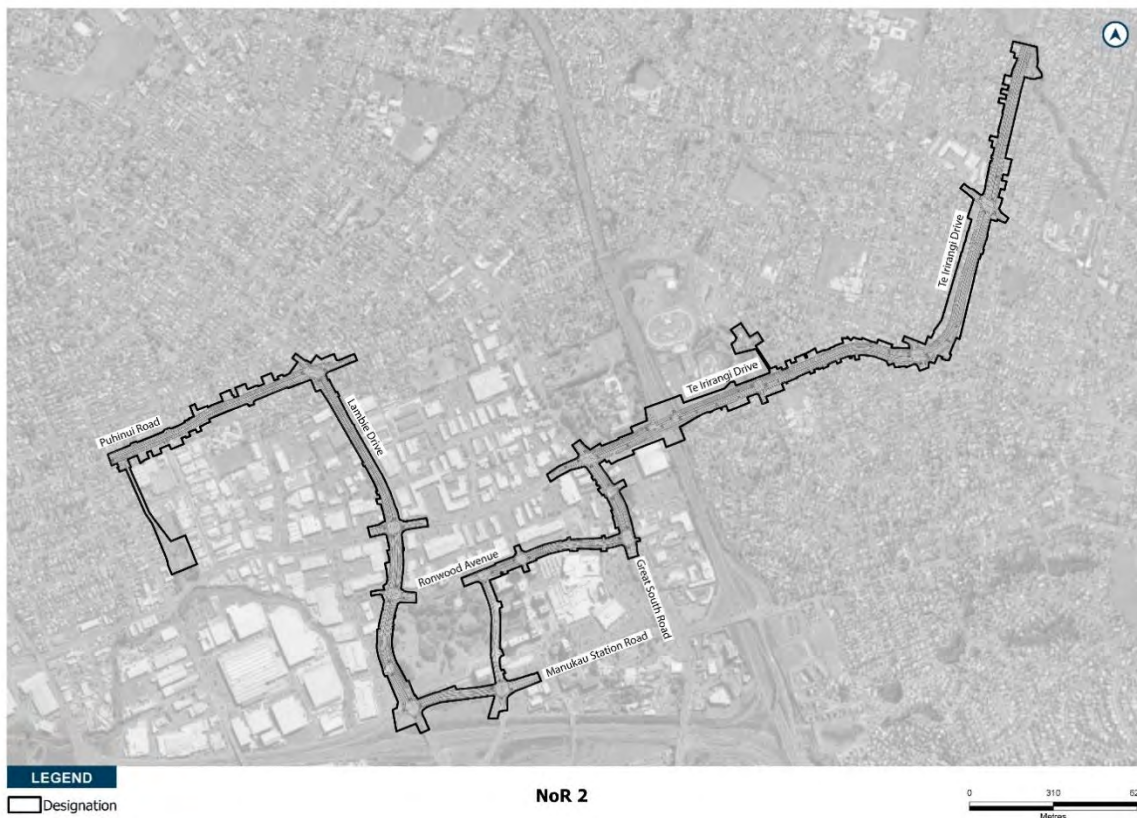 Te Irirangi Drive
Te Irirangi Drive
Puhinui Road
Lambie Drive
Ronwood Avenue
Great South Road
Manukau Station Road
LEGEND
Designation
NoR 2
0 310
Metres